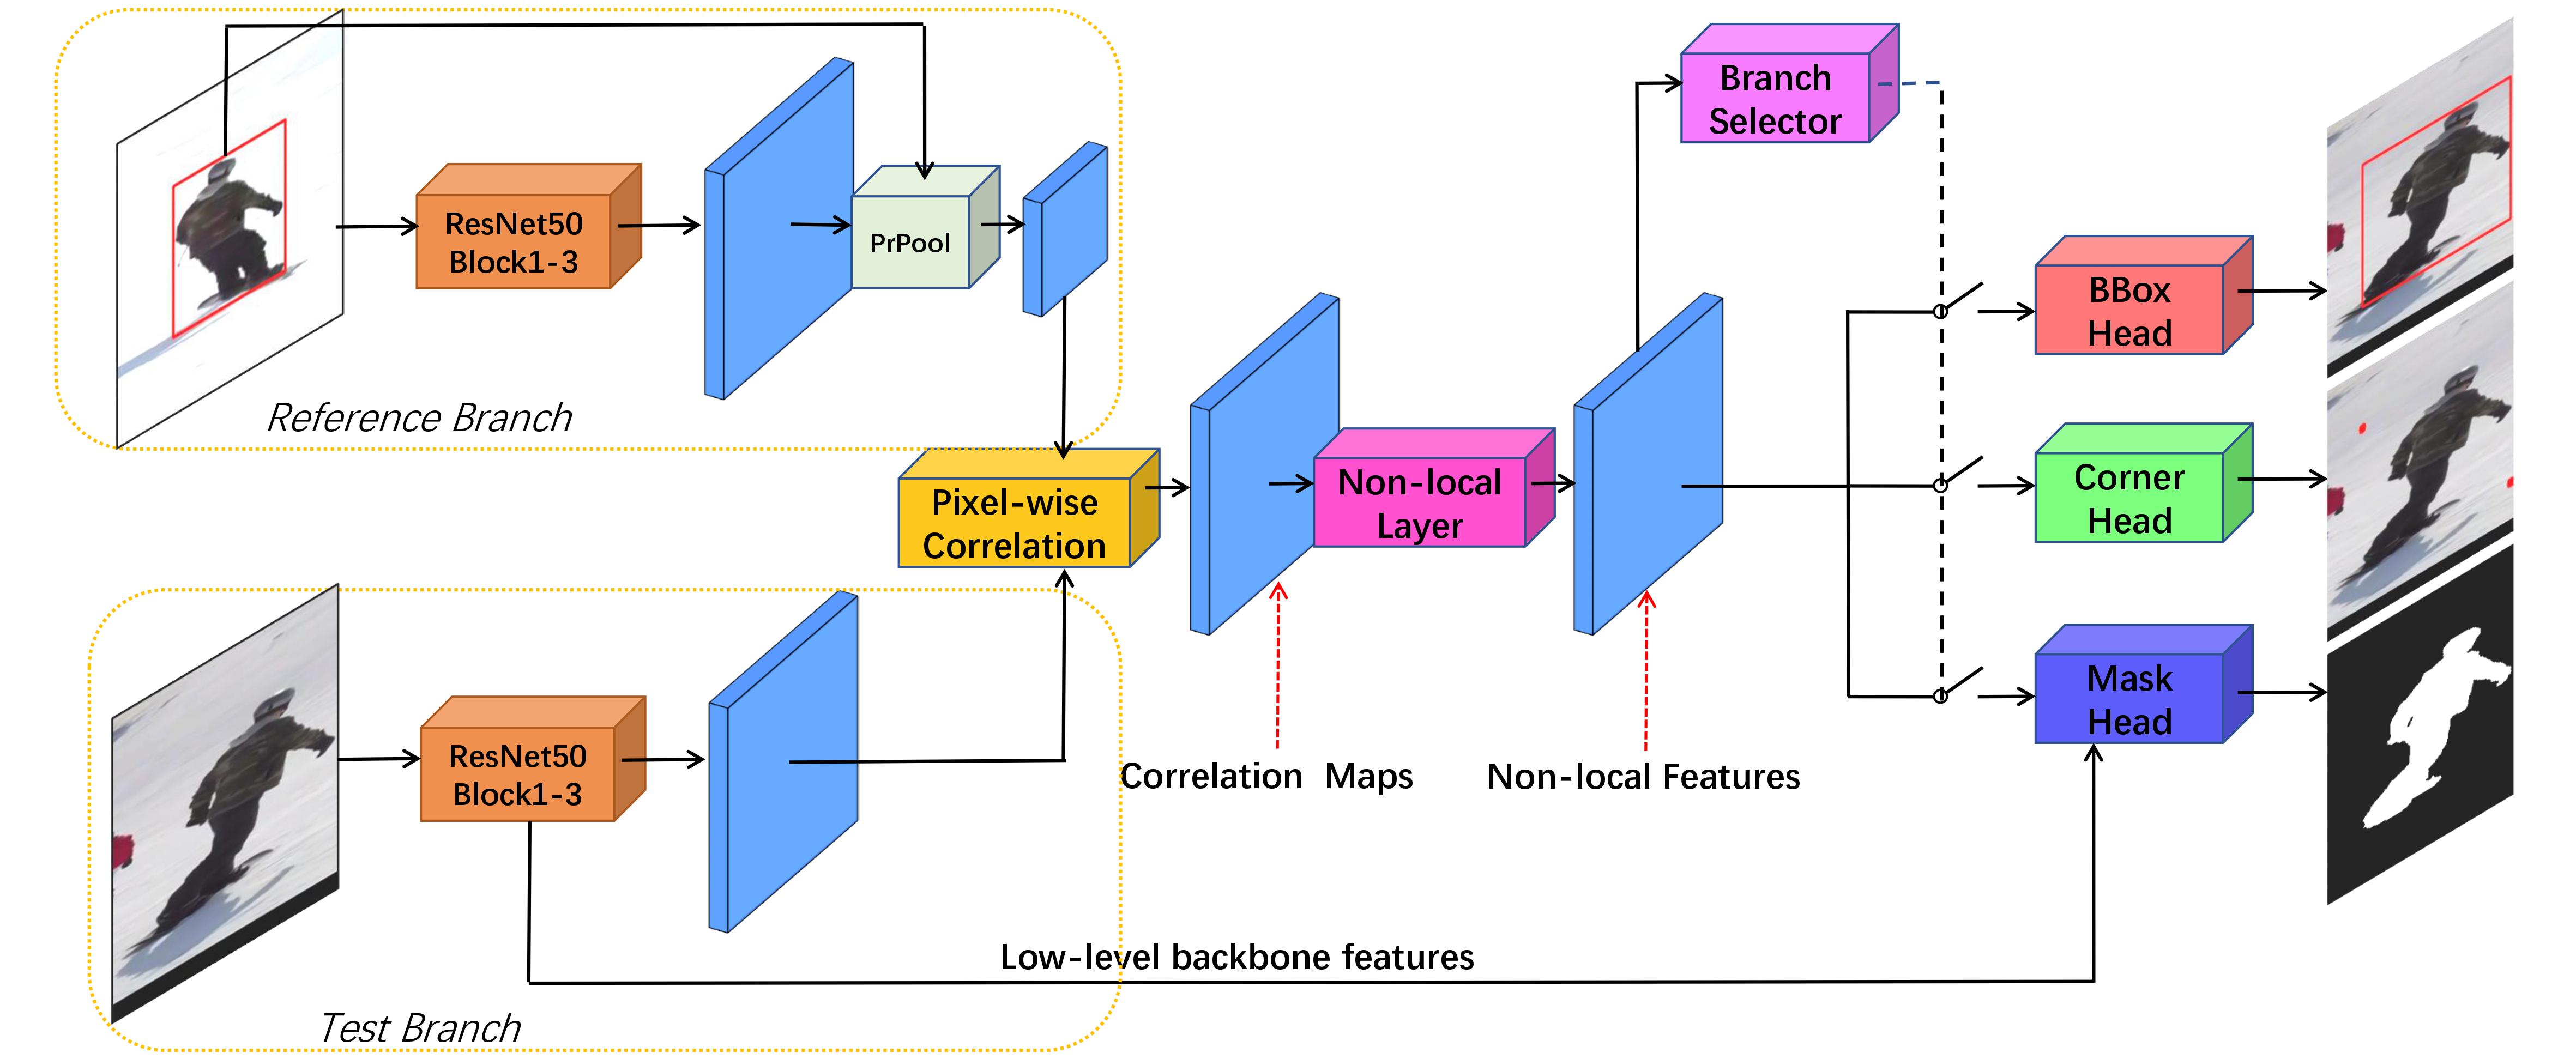 Branch
Selector
ResNet50
Block1-3
PrPool
BBox
Head
Reference Branch
Pixel-wise
Correlation
Non-local
Layer
Corner
Head
ResNet50
Block1-3
Mask
Head
Correlation Maps
Non-local Features
Low-level backbone features
Test Branch